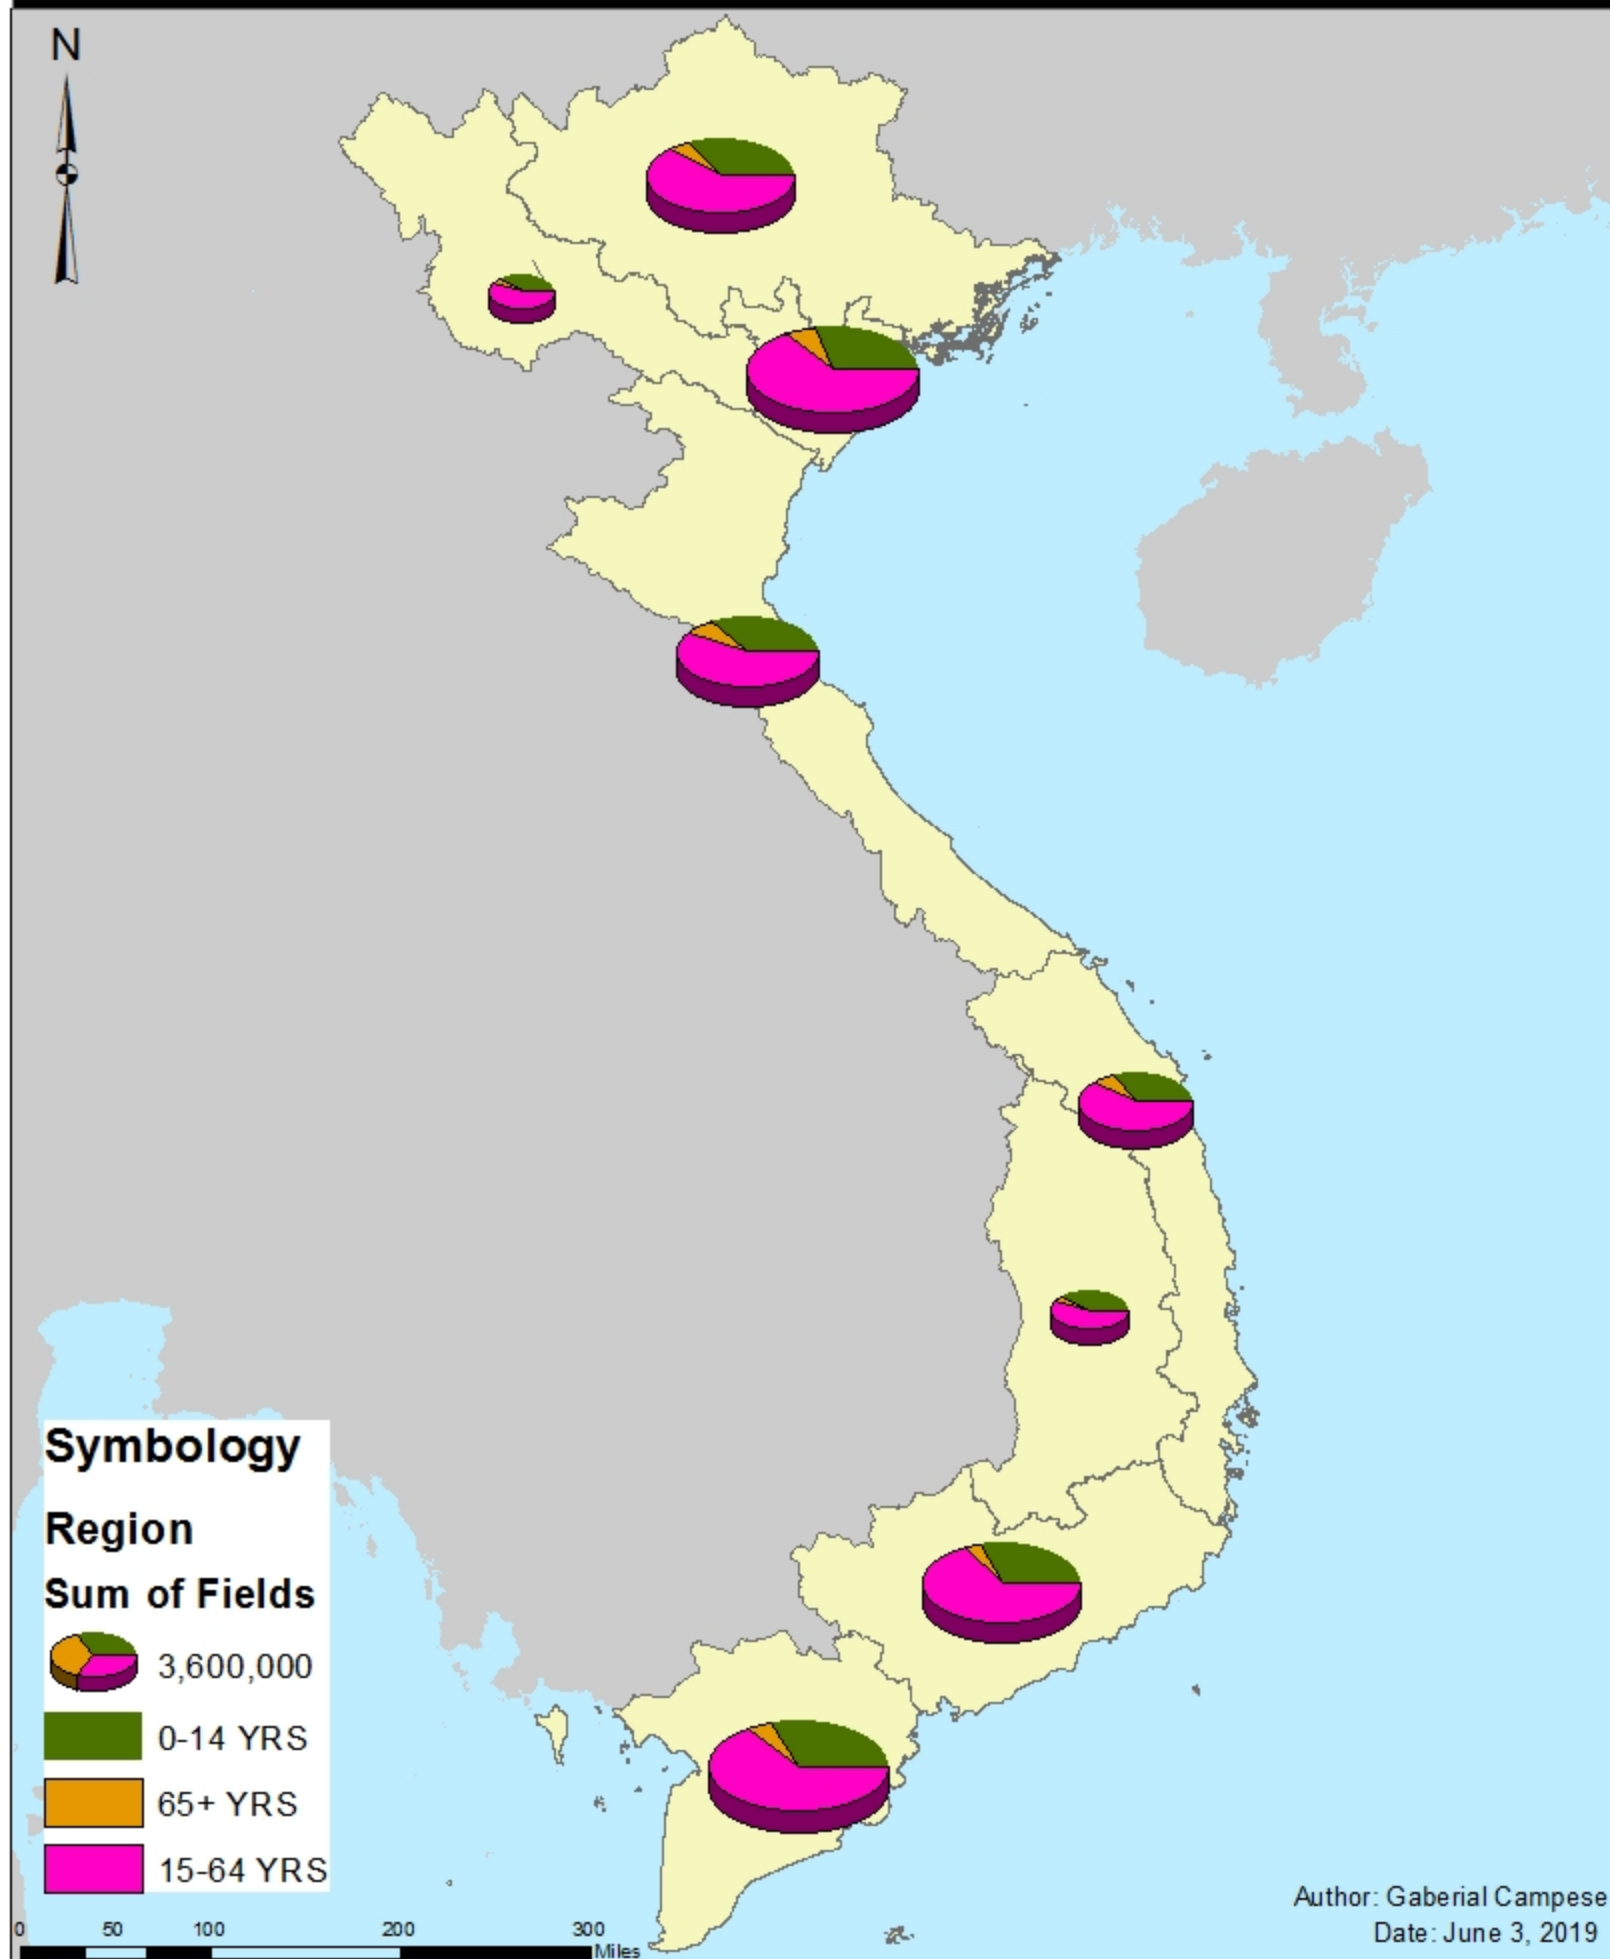 N
Symbology
Region
Sum of Fields
3,600,000
0-14 YRS
65+ YRS
15-64 YRS
0 50 100 200 300
Miles
Author: Gaberial Campese
Date: June 3, 2019